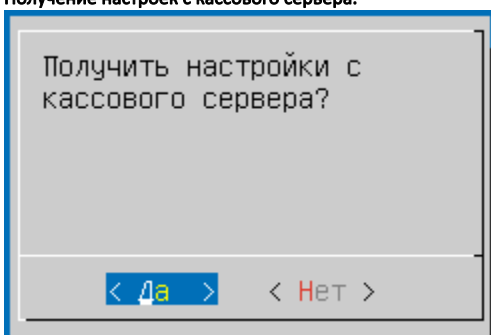 Получение настроек с кассового сервера:
Получить настройки с
кассового сервера?
< Да > < Нет >